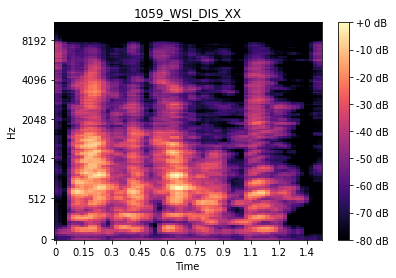 1059_WSI_DIS_XX
Hz
8192
4096
2048
1024
512
0
0 0.15 0.3 0.45 0.6 0.75 0.9 1.1 1.2 1.4
Time
+0 dB
-10 dB
-20 dB
-30 dB
-40 dB
-50 dB
-60 dB
-70 dB
-80 dB